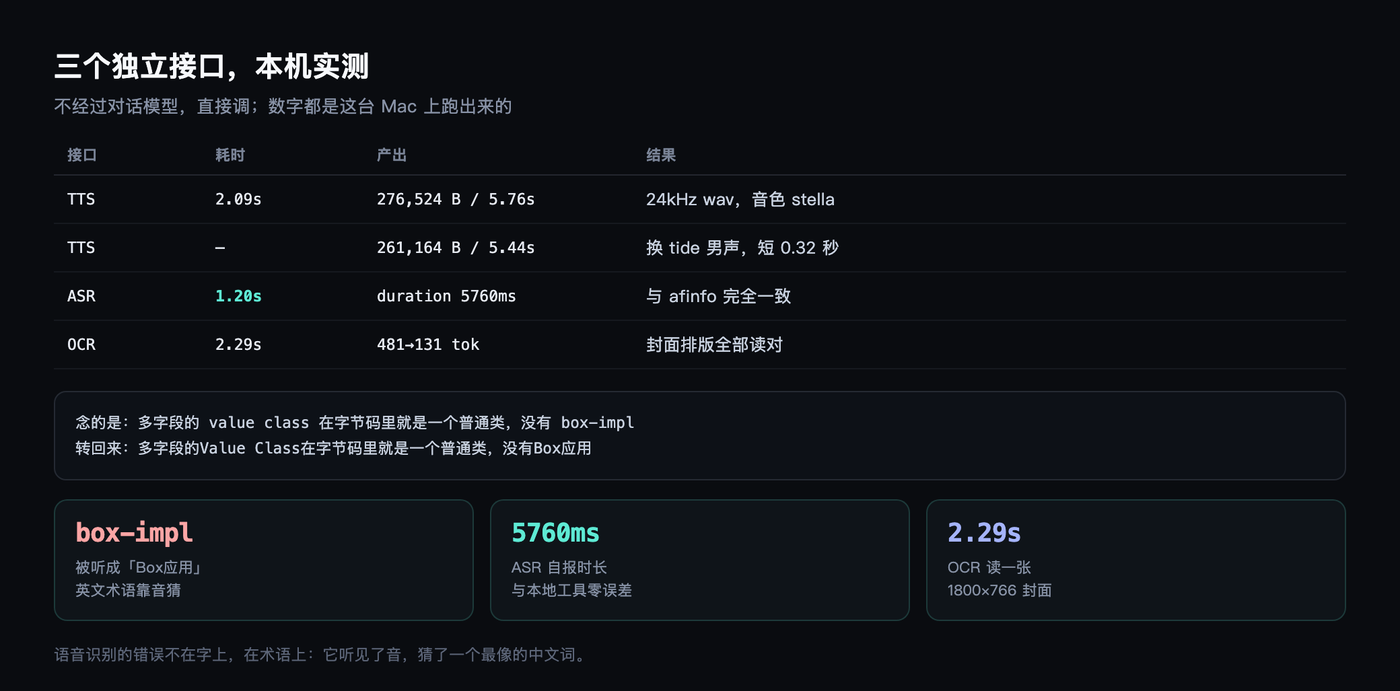 三个独立接口，本机实测
不经过对话模型，直接调；数字都是这台 Mac 上跑出来的
接口 耗时 产出 结果
TTS 2.09s 276,524 B / 5.76s 24kHz wav，音色 stella
TTS — 261,164 B / 5.44s 换 tide 男声，短 0.32 秒
ASR 1.20s duration 5760ms 与 afinfo 完全一致
OCR 2.29s 481→131 tok 封面排版全部读对
念的是：多字段的 value class 在字节码里就是一个普通类，没有 box-impl
转回来：多字段的Value Class在字节码里就是一个普通类，没有Box应用
box-impl
被听成「Box应用」
英文术语靠音猜
5760ms
ASR 自报时长
与本地工具零误差
2.29s
OCR 读一张
1800×766 封面
语音识别的错误不在字上，在术语上：它听见了音，猜了一个最像的中文词。